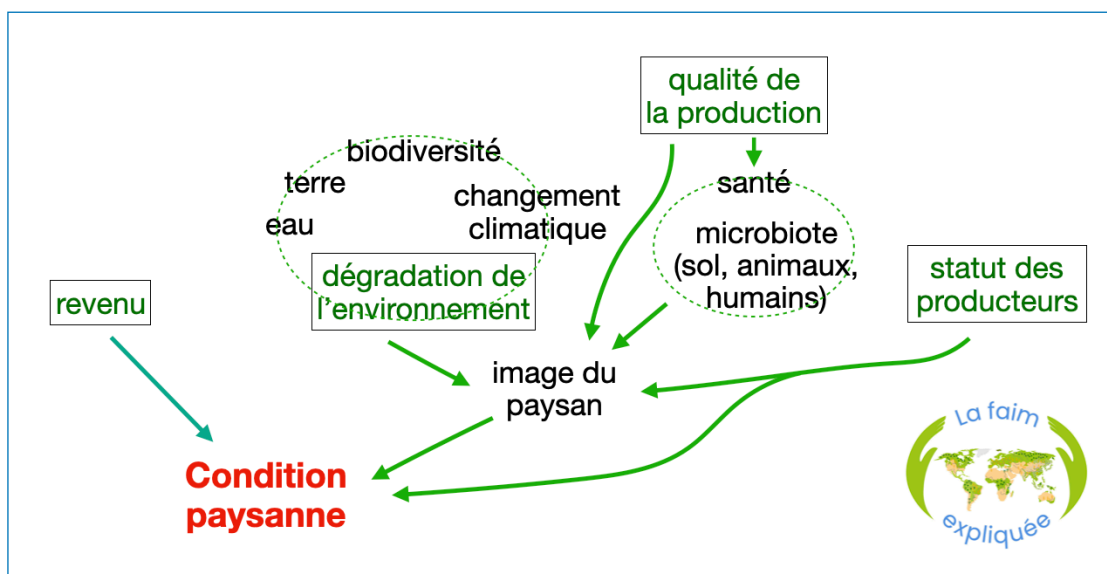 qualité de
la production
biodiversité
terre
eau
changement
climatique
santé
microbiote
(sol, animaux,
humains)
dégradation de
l’environnement
statut des
producteurs
revenu
image du
paysan
Condition
paysanne
La faim
expliquée